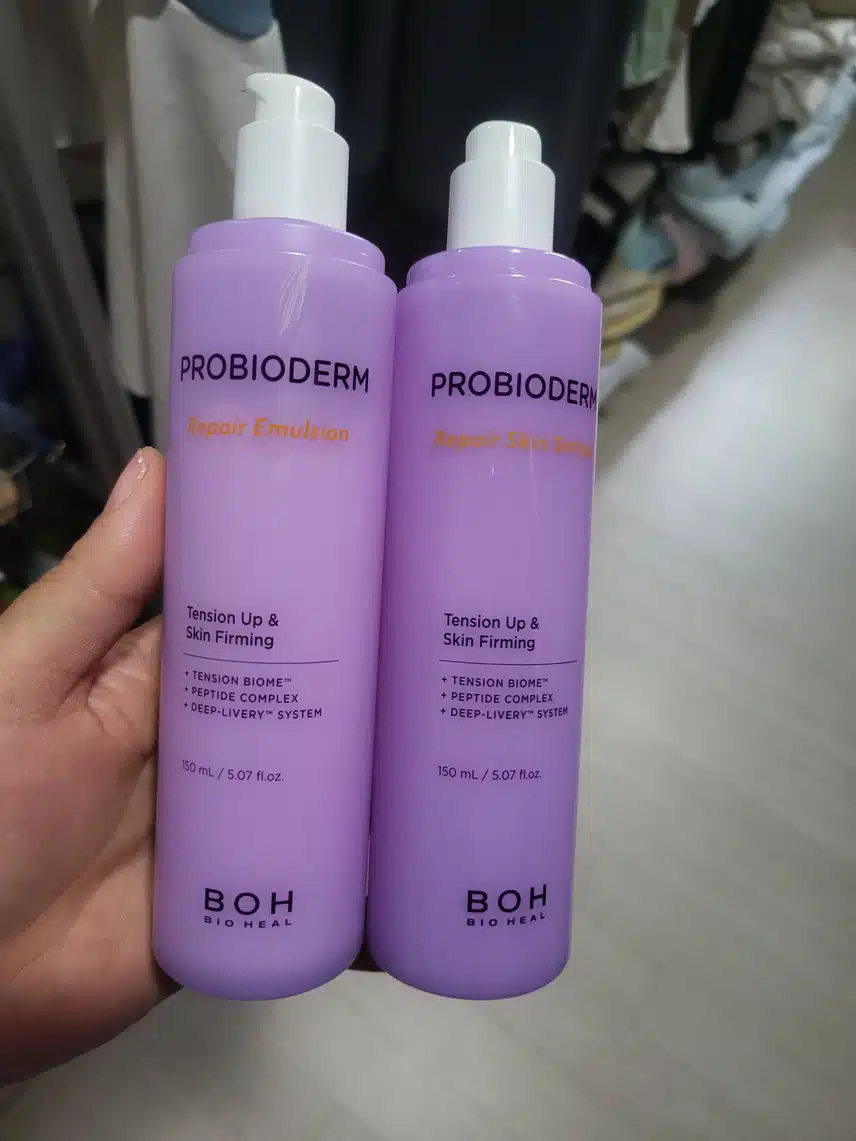 PROBIODERM
Repair Emulsion
Tension Up &
Skin Firming
+ TENSION BIOME™
+ PEPTIDE COMPLEX
+ DEEP-LIVERY™ SYSTEM
150 mL / 5.07 fl.oz.
BOH
BIO HEAL
PROBIODERM
Repair Skin
Tension Up &
Skin Firming
+ TENSION BIOME™
+ PEPTIDE COMPLEX
+ DEEP-LIVERY™ SYSTEM
150 mL / 5.07 fl.oz.
BOH
BIO HEAL